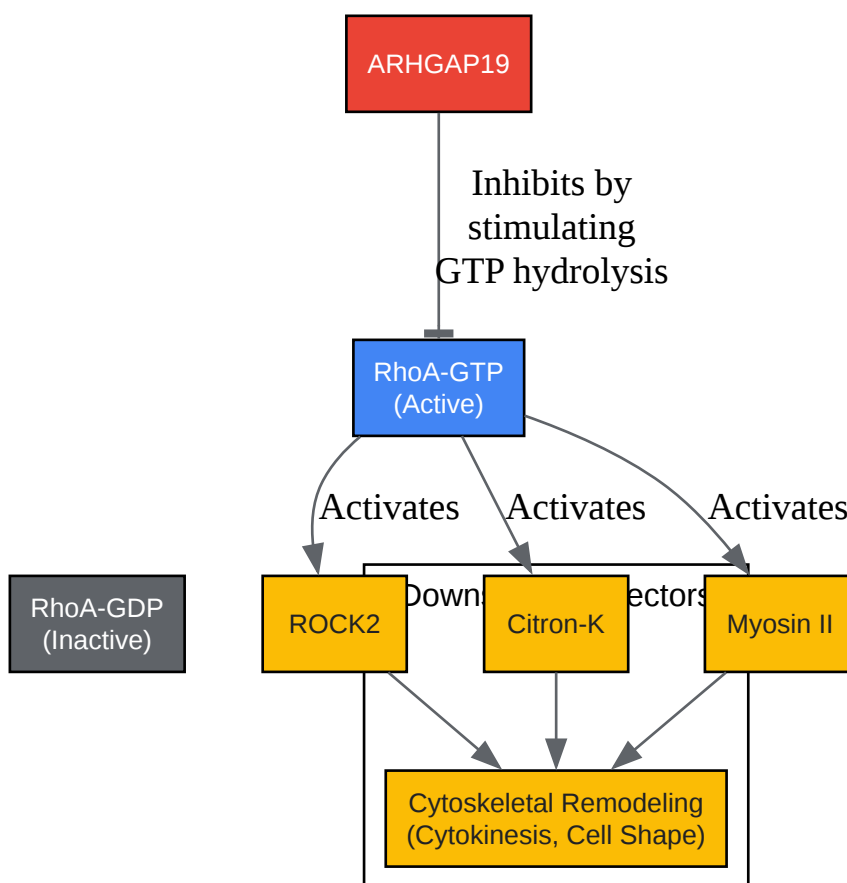 ARHGAP19
Inhibits by
stimulating
GTP hydrolysis
RhoA-GTP
(Active)
Activates
Activates
Activates
RhoA-GDP
(Inactive)
ROCK2
Citron-K
Myosin II
Cytoskeletal Remodeling
(Cytokinesis, Cell Shape)